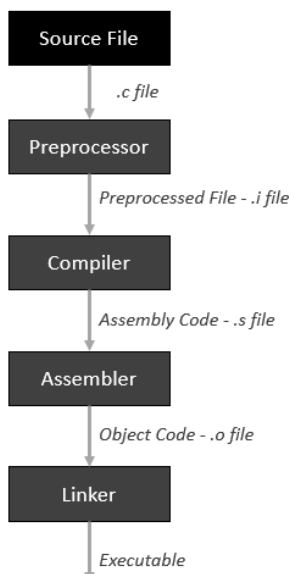 Source File
.c file
Preprocessor
Preprocessed File - .i file
Compiler
Assembly Code - .s file
Assembler
Object Code - .o file
Linker
Executable